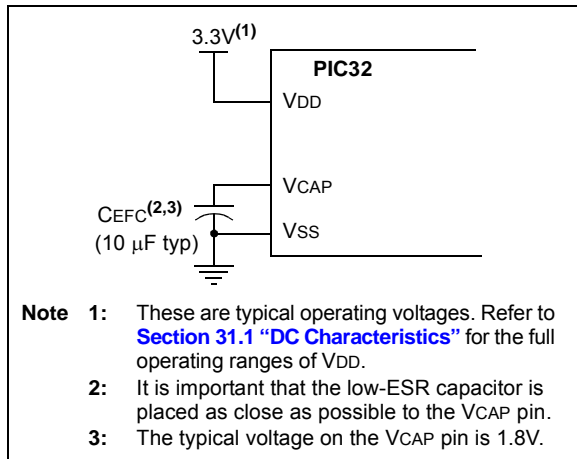 3.3V(1)
PIC32
VDD
VCAP
CEFC(2,3)
(10 μF typ)
VSS
Note 1: These are typical operating voltages. Refer to
Section 31.1 “DC Characteristics” for the full
operating ranges of VDD.
2: It is important that the low-ESR capacitor is
placed as close as possible to the VCAP pin.
3: The typical voltage on the VCAP pin is 1.8V.